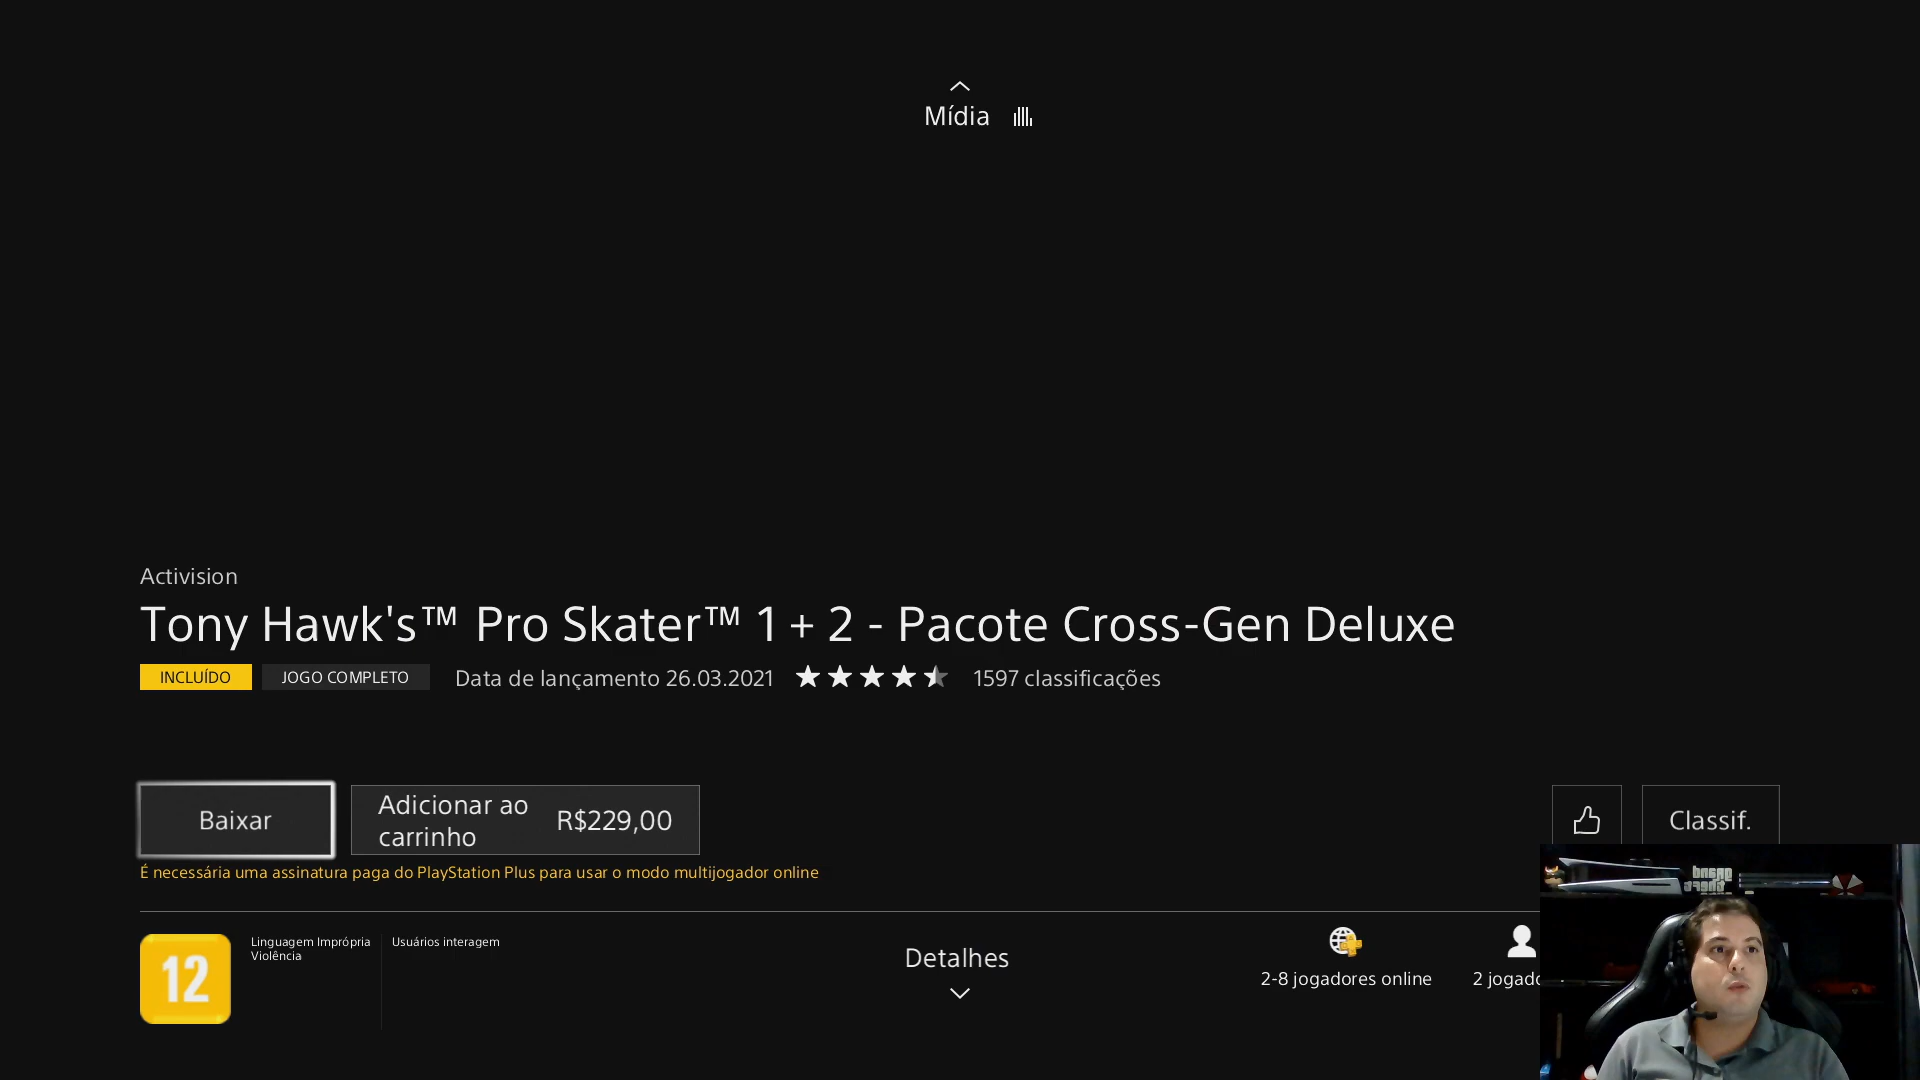 Mídia
Activision
Tony Hawk's™ Pro Skater™ 1 + 2 - Pacote Cross-Gen Deluxe
INCLUÍDO JOGO COMPLETO Data de lançamento 26.03.2021 1597 classificações
Baixar
Adicionar ao
carrinho
R$229,00
Classif.
É necessária uma assinatura paga do PlayStation Plus para usar o modo multijogador online
12
Linguagem Imprópria
Violência
Usuários interagem
Detalhes
2-8 jogadores online
2